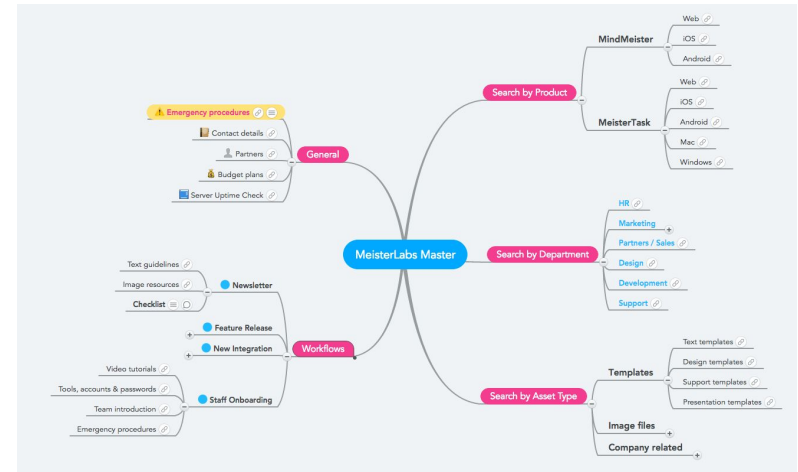 MeisterLabs Master
General
Emergency procedures
Contact details
Partners
Budget plans
Server Uptime Check
Workflows
Newsletter
Text guidelines
Image resources
Checklist
Feature Release
New Integration
Staff Onboarding
Video tutorials
Tools, accounts & passwords
Team introduction
Emergency procedures
Search by Product
MindMeister
Web
iOS
Android
MeisterTask
Web
iOS
Android
Mac
Windows
Search by Department
HR
Marketing
Partners / Sales
Design
Development
Support
Search by Asset Type
Templates
Text templates
Design templates
Support templates
Presentation templates
Image files
Company related